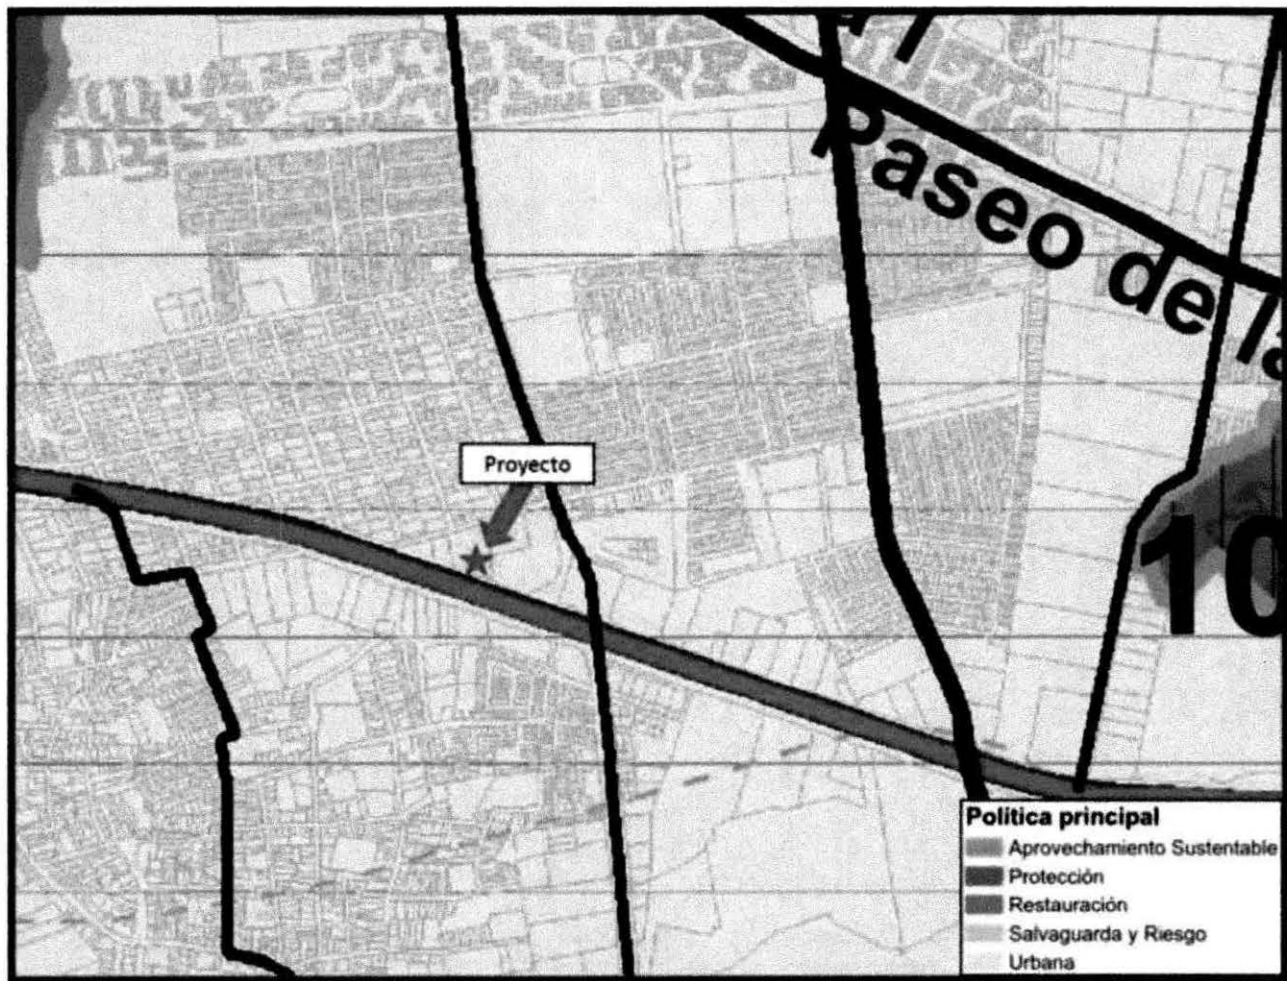 Paseo de la
Proyecto
10
Política principal
Aprovechamiento Sustentable
Protección
Restauración
Salvaguarda y Riesgo
Urbana